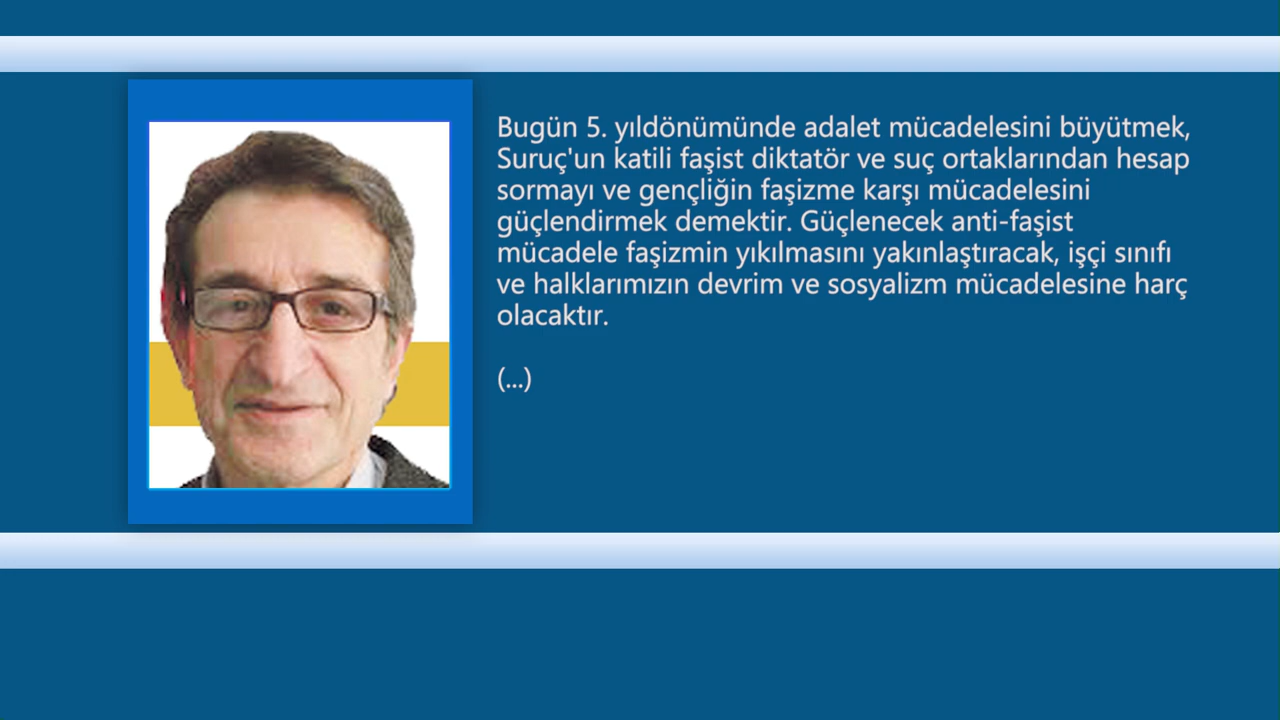 Bugün 5. yıldönümünde adalet mücadelesini büyütmek,
Suruç'un katili faşist diktatör ve suç ortaklarından hesap
sormayı ve gençliğin faşizme karşı mücadelesini
güçlendirmek demektir. Güçlenecek anti-faşist
mücadele faşizmin yıkılmasını yakınlaştıracak, işçi sınıfı
ve halklarımızın devrim ve sosyalizm mücadelesine harç
olacaktır.
(...)